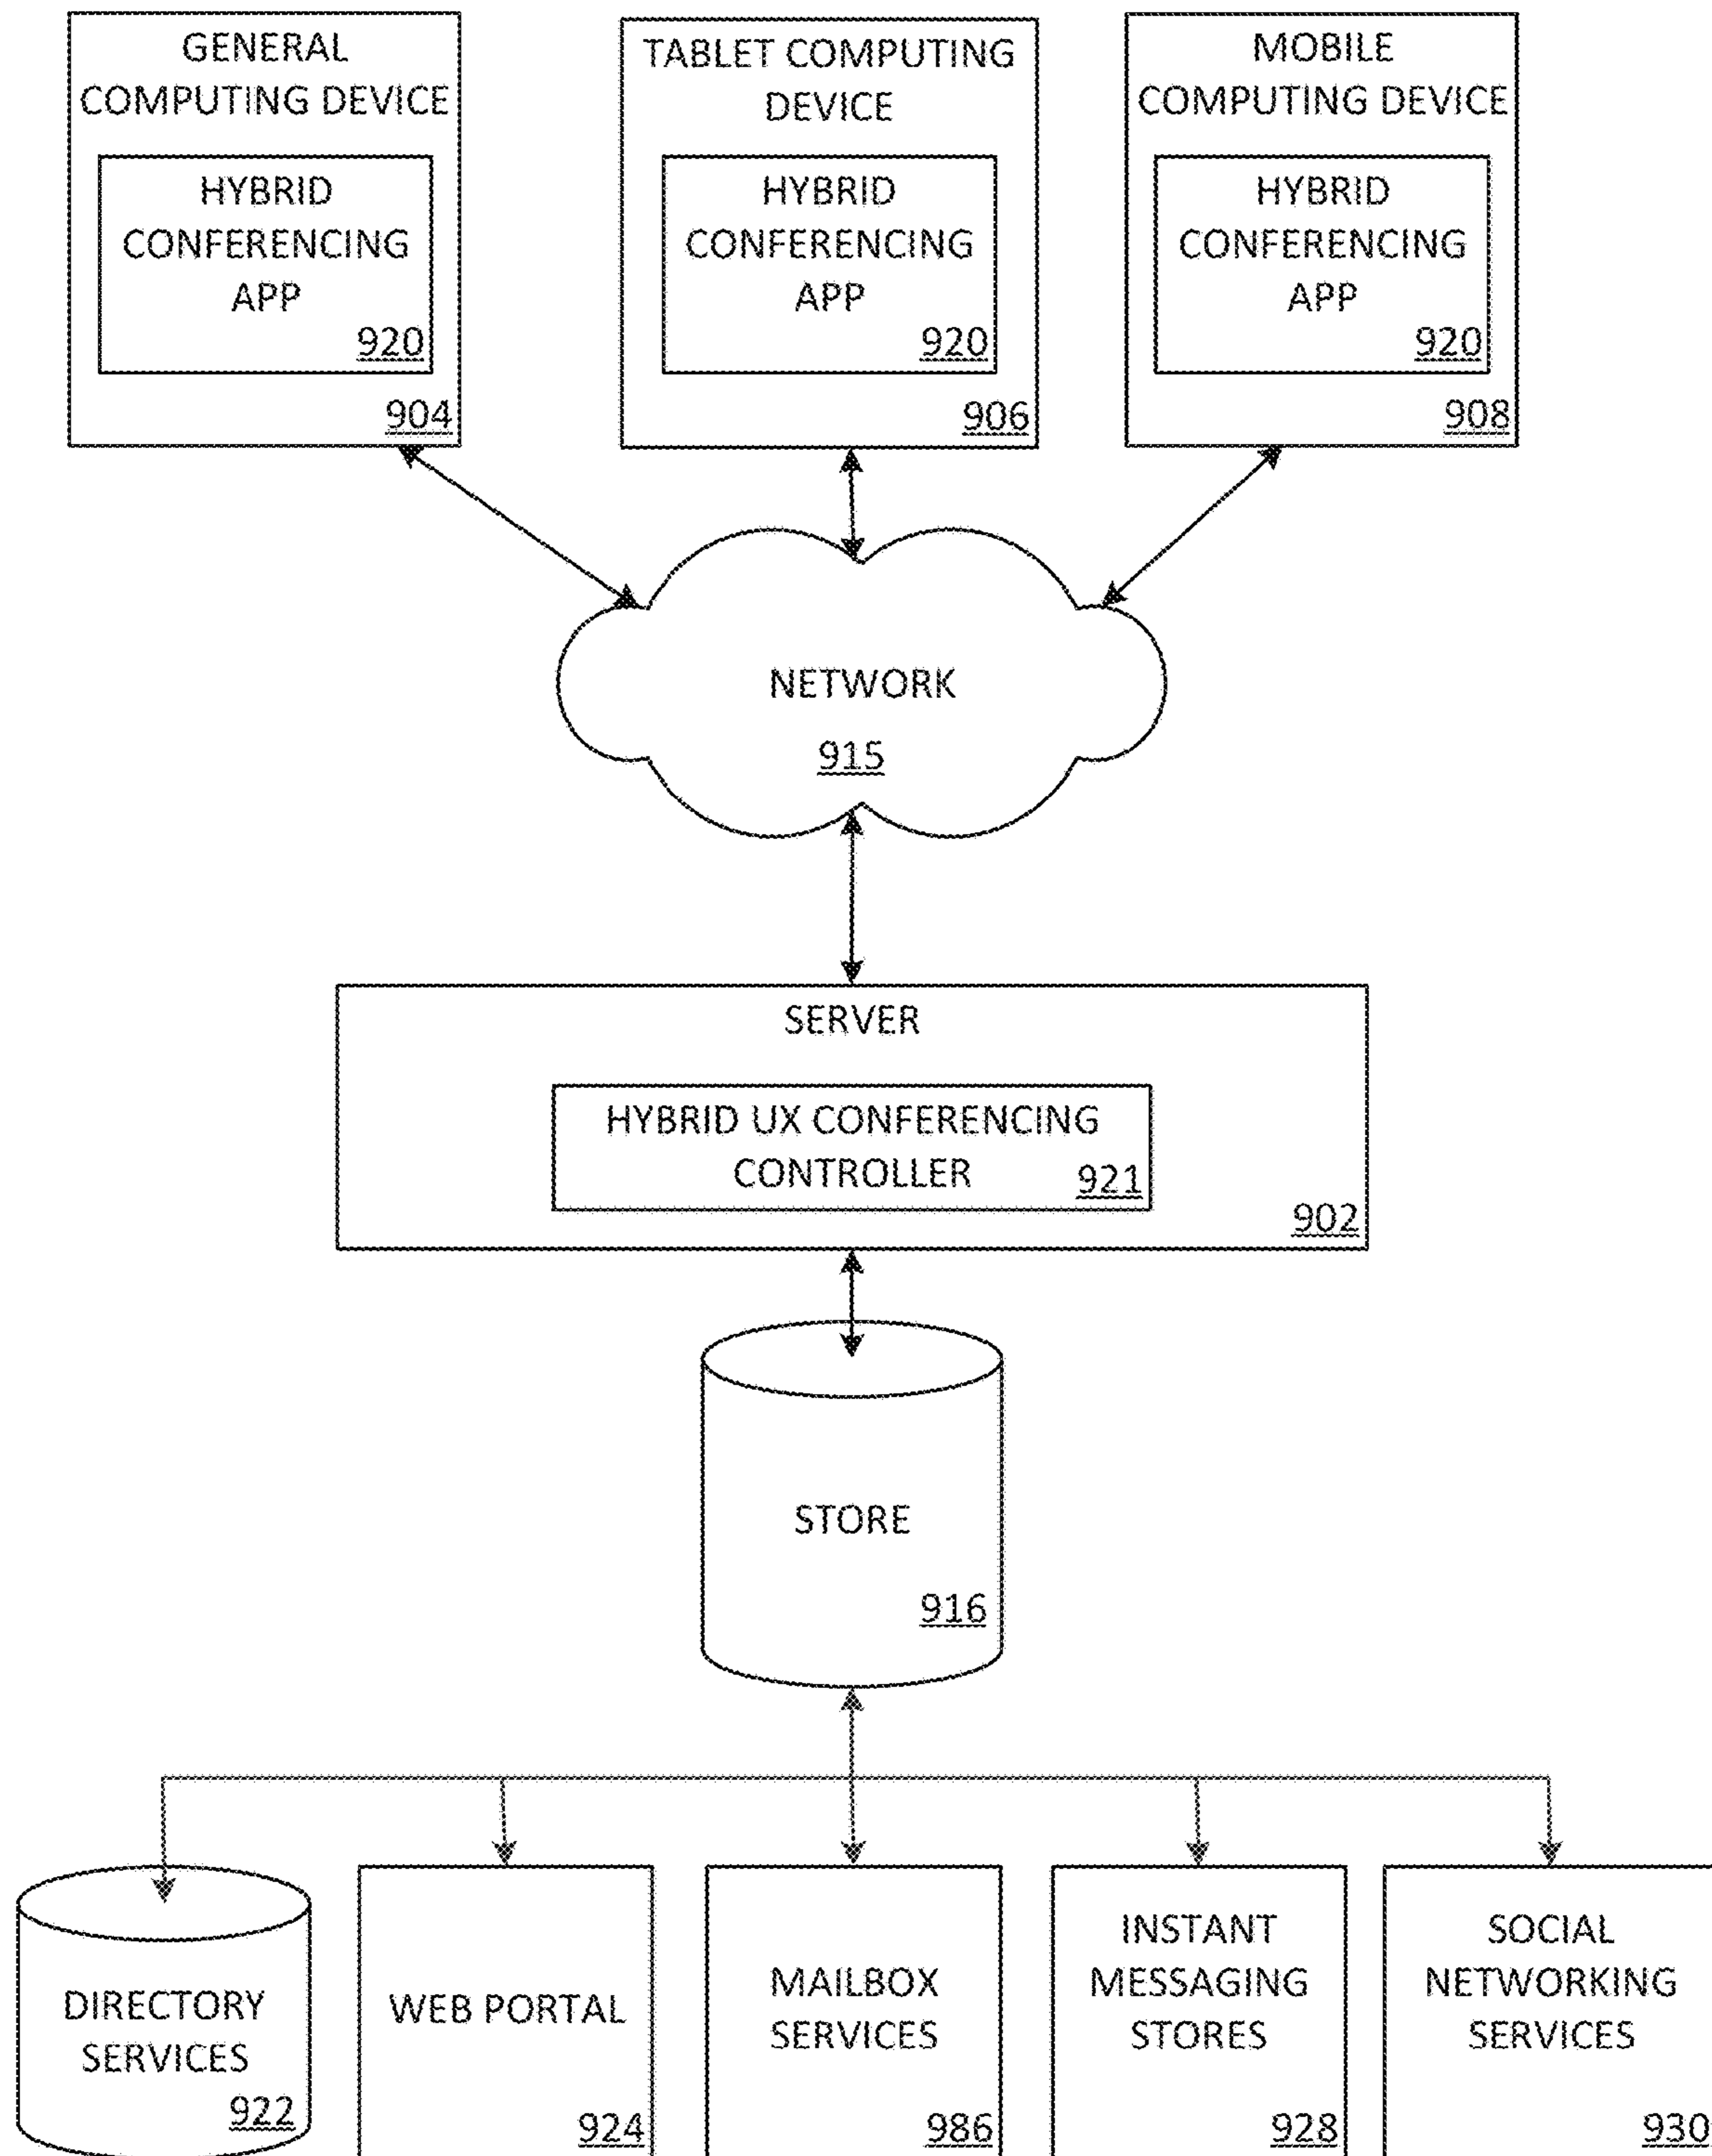 GENERAL
COMPUTING DEVICE
HYBRID
CONFERENCING
APP
920
904
TABLET COMPUTING
DEVICE
HYBRID
CONFERENCING
APP
920
906
MOBILE
COMPUTING DEVICE
HYBRID
CONFERENCING
APP
920
908
NETWORK
915
SERVER
HYBRID UX CONFERENCING
CONTROLLER
921
902
STORE
916
DIRECTORY
SERVICES
922
WEB PORTAL
924
MAILBOX
SERVICES
986
INSTANT
MESSAGING
STORES
928
SOCIAL
NETWORKING
SERVICES
930